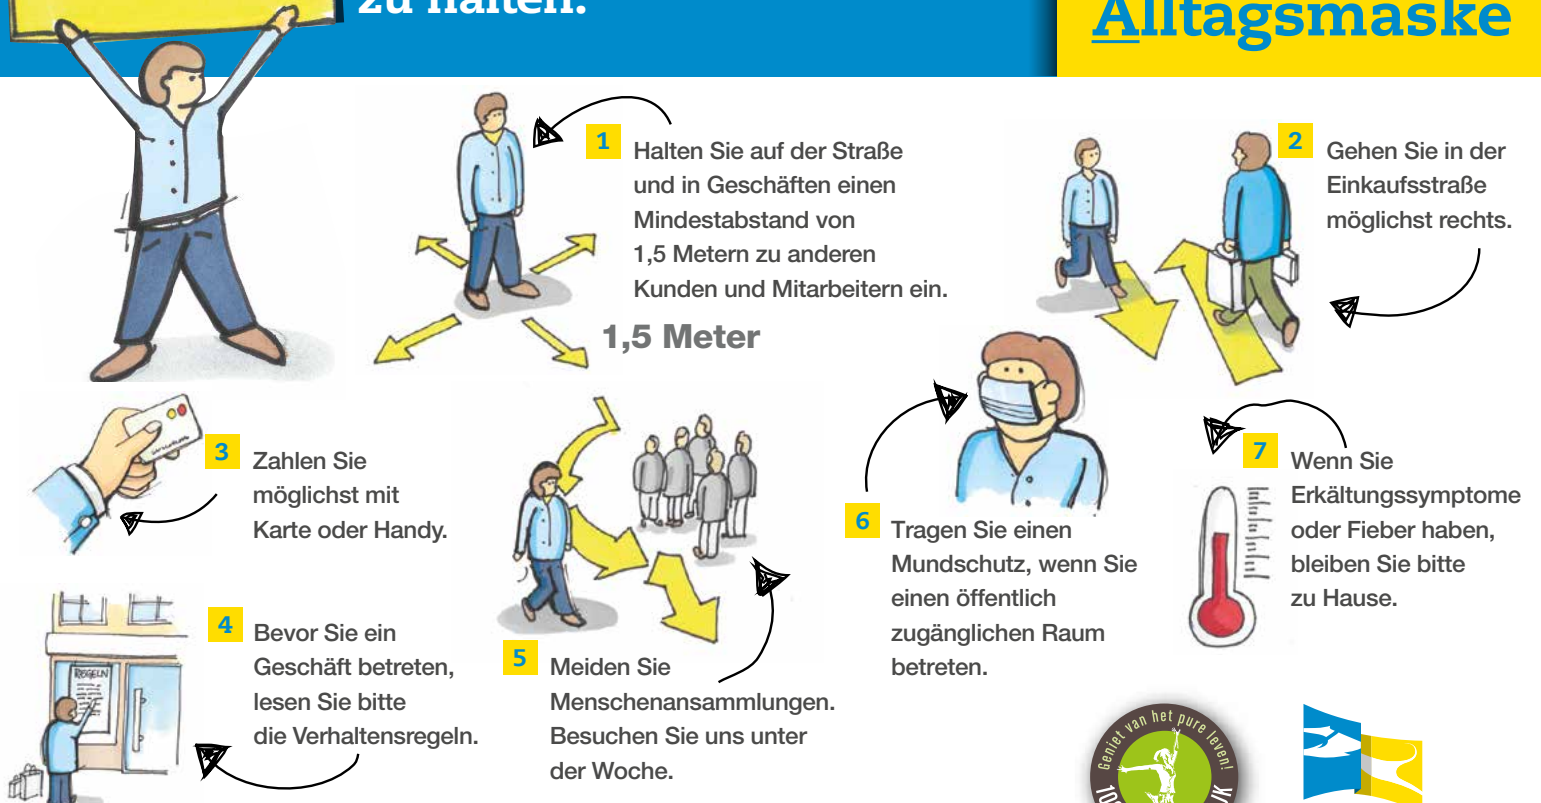 zu halten.
Alltagsmaske
1
Halten Sie auf der Straße
und in Geschäften einen
Mindestabstand von
1,5 Metern zu anderen
Kunden und Mitarbeitern ein.
1,5 Meter
2
Gehen Sie in der
Einkaufsstraße
möglichst rechts.
3
Zahlen Sie
möglichst mit
Karte oder Handy.
4
Bevor Sie ein
Geschäft betreten,
lesen Sie bitte
die Verhaltensregeln.
REGELN
5
Meiden Sie
Menschenansammlungen.
Besuchen Sie uns unter
der Woche.
6
Tragen Sie einen
Mundschutz, wenn Sie
einen öffentlich
zugänglichen Raum
betreten.
7
Wenn Sie
Erkältungssymptome
oder Fieber haben,
bleiben Sie bitte
zu Hause.
Geniet van het pure leven!